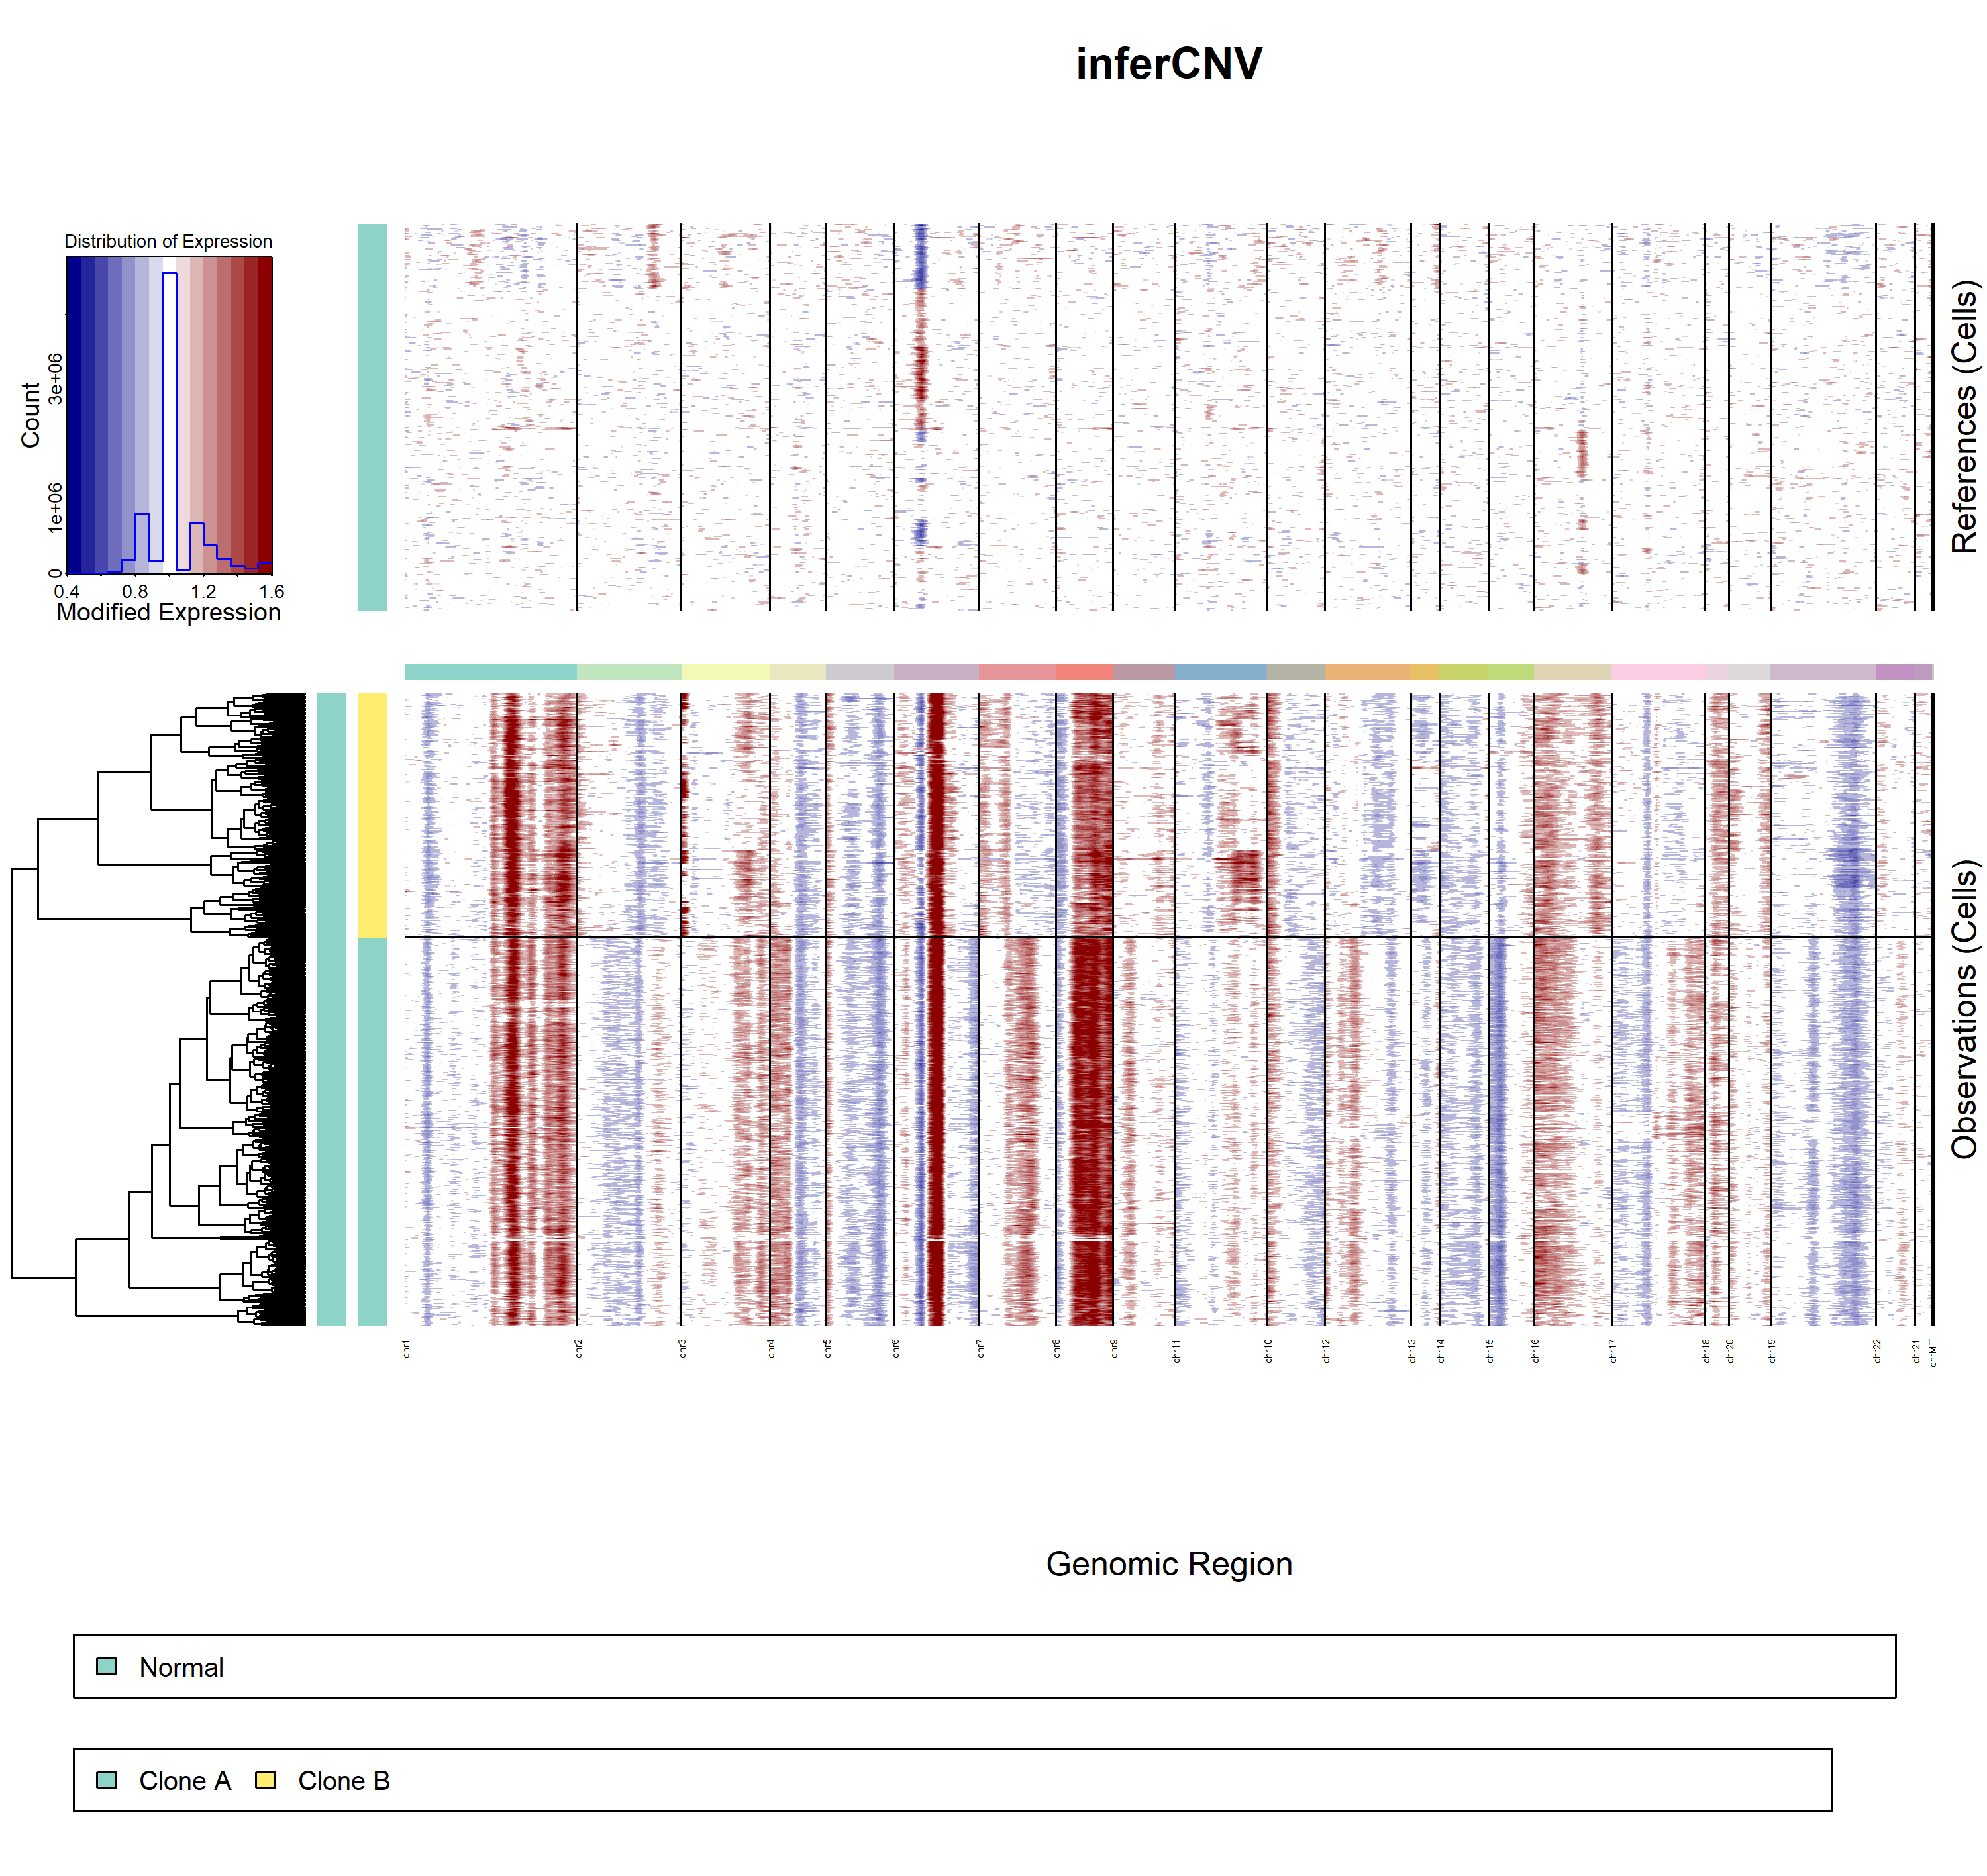 inferCNV
Distribution of Expression
Count
0 1e+06 3e+06
0.4 0.8 1.2 1.6
Modified Expression
References (Cells)
Observations (Cells)
chr1 chr2 chr3 chr4 chr5 chr6 chr7 chr8 chr9 chr11 chr10 chr12 chr13 chr14 chr15 chr16 chr17 chr18 chr20 chr19 chr22 chr21 chrMT
Genomic Region
Normal
Clone A Clone B